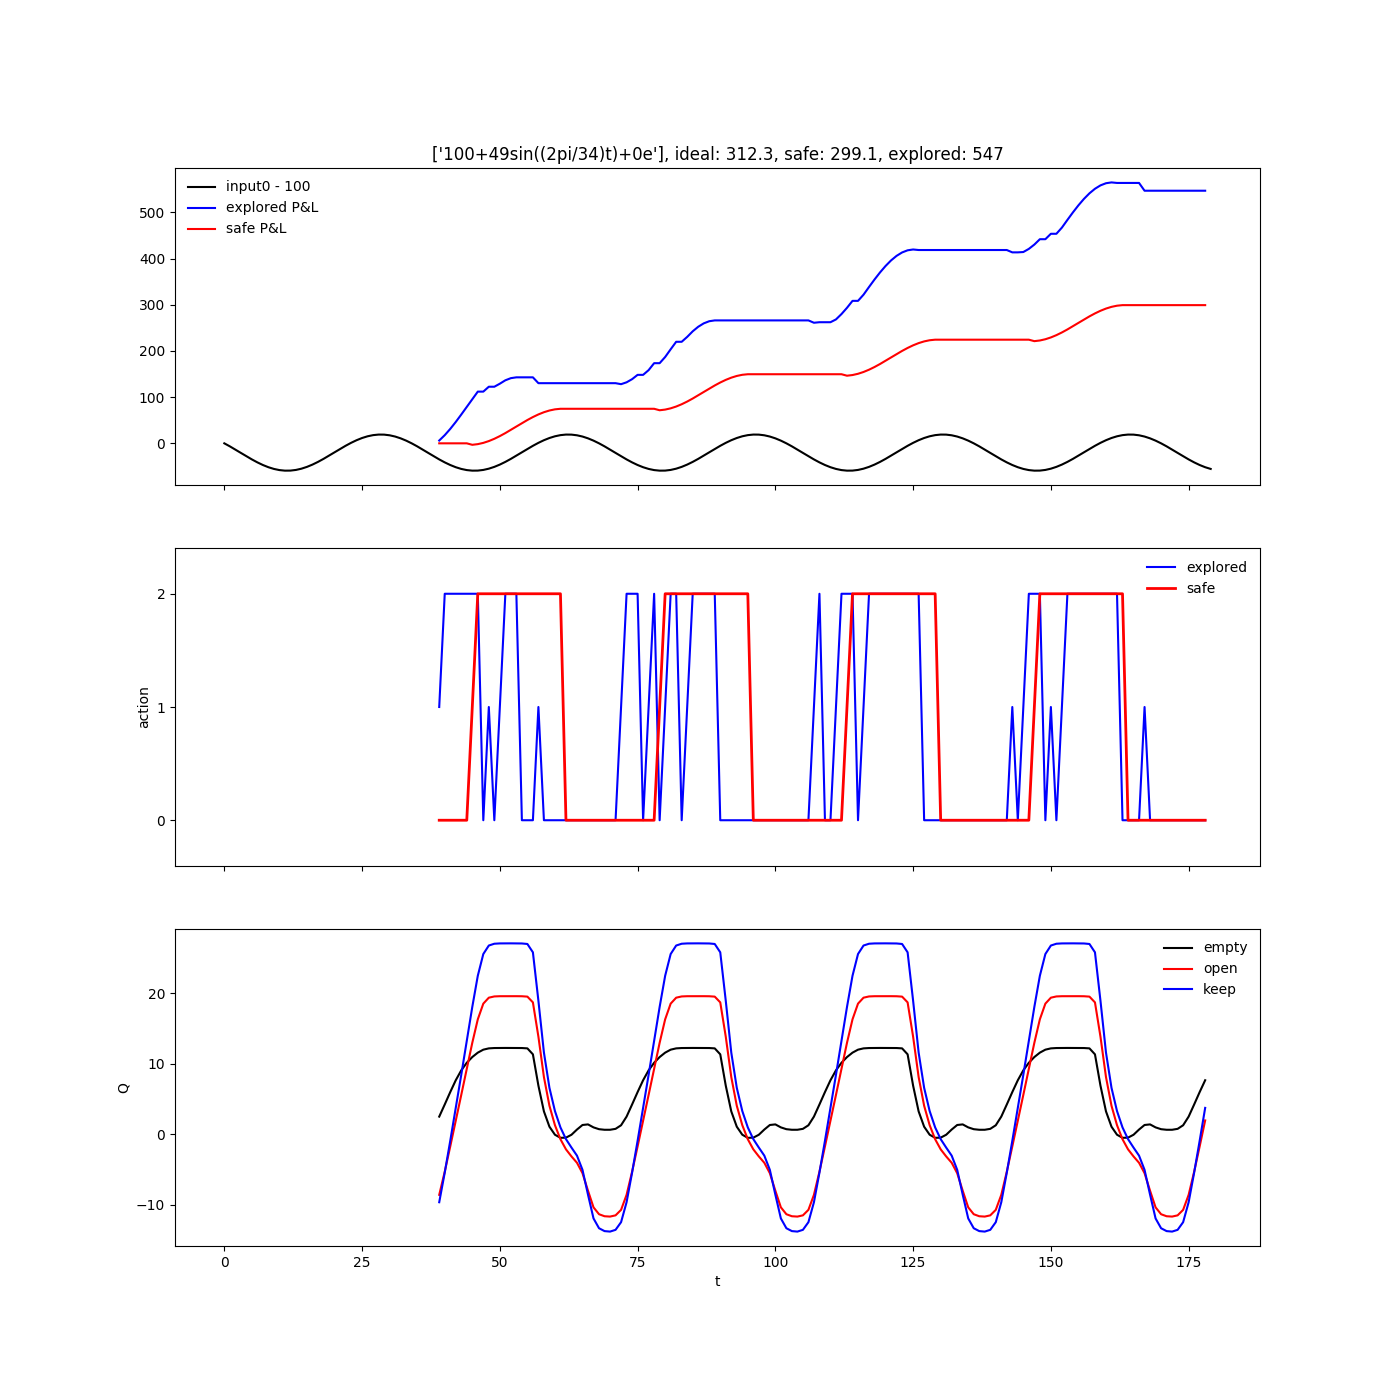 ['100+49sin((2pi/34)t)+0e'], ideal: 312.3, safe: 299.1, explored: 547
input0 - 100
explored P&L
safe P&L
500
400
300
200
100
0
explored
safe
2
1
0
action
empty
open
keep
20
10
0
−10
Q
0 25 50 75 100 125 150 175
t